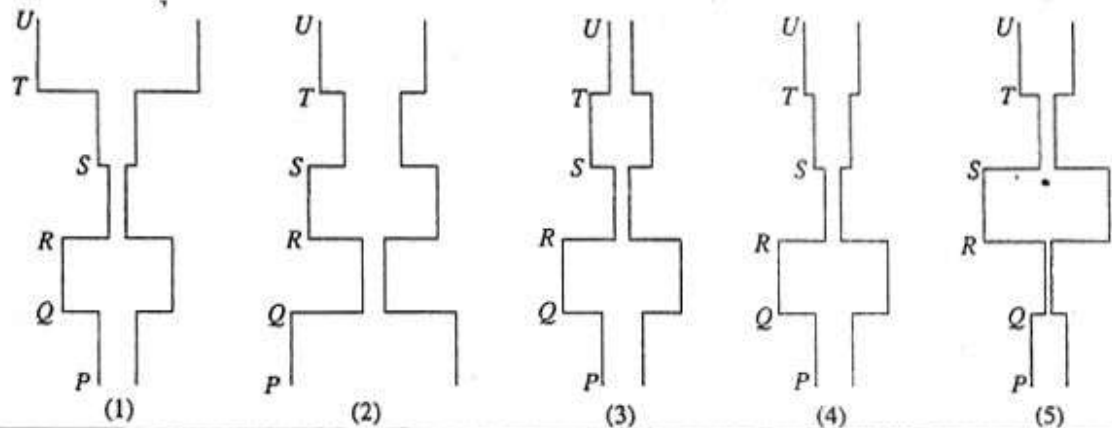 U U U U U
T T T T T
S S S S S
R R R R R
Q Q Q Q Q
P P P P P
(1) (2) (3) (4) (5)